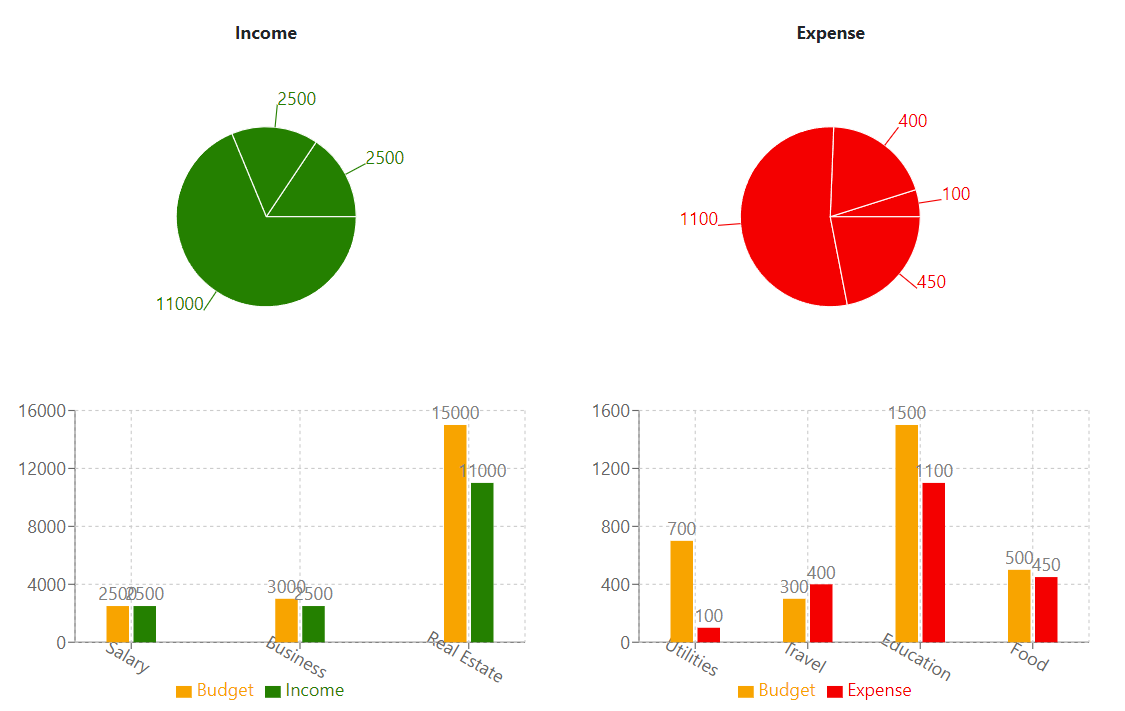 Income
2500
2500
11000
Expense
400
100
1100
450
16000
12000
8000
4000
0
2500
2500
3000
2500
15000
11000
Salary
Business
Real Estate
Budget Income
1600
1200
800
400
0
700
100
300
400
1500
1100
500
450
Utilities
Travel
Education
Food
Budget Expense